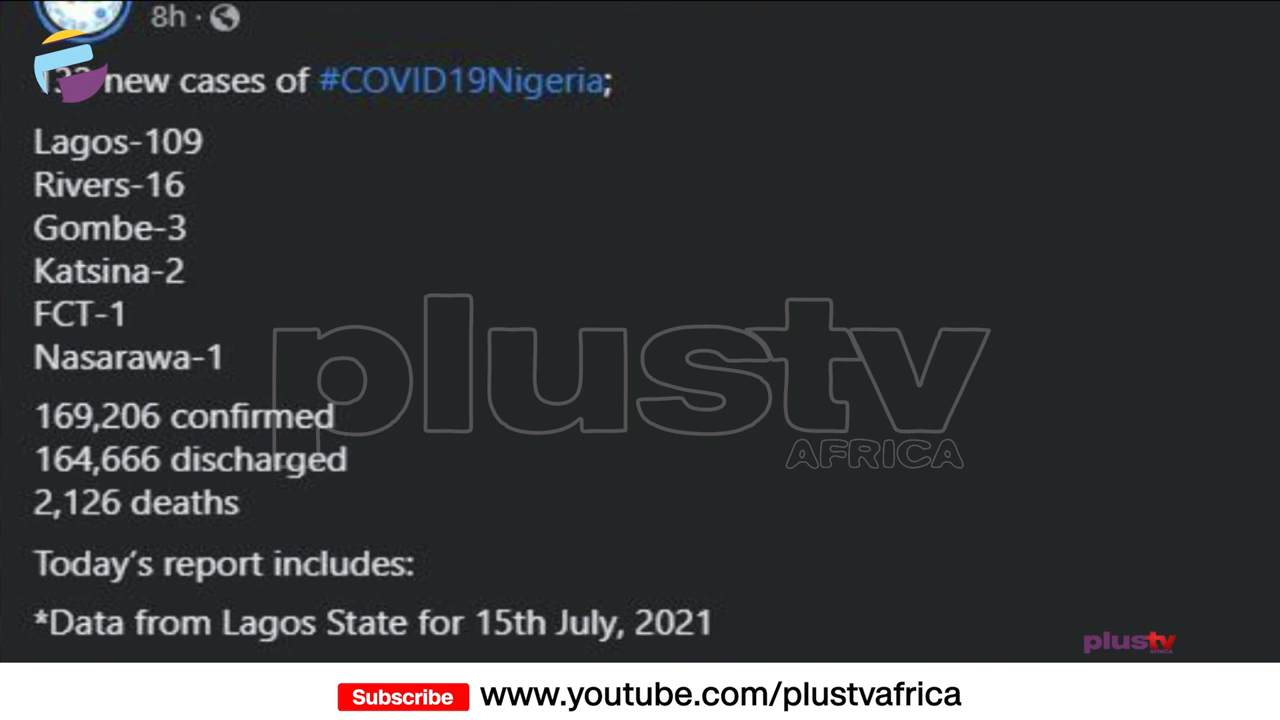 8h ·
new cases of #COVID19Nigeria;
Lagos-109
Rivers-16
Gombe-3
Katsina-2
FCT-1
Nasarawa-1
169,206 confirmed
164,666 discharged
2,126 deaths
Today's report includes:
*Data from Lagos State for 15th July, 2021
plustv
AFRICA
plustv
AFRICA
Subscribe www.youtube.com/plustvafrica